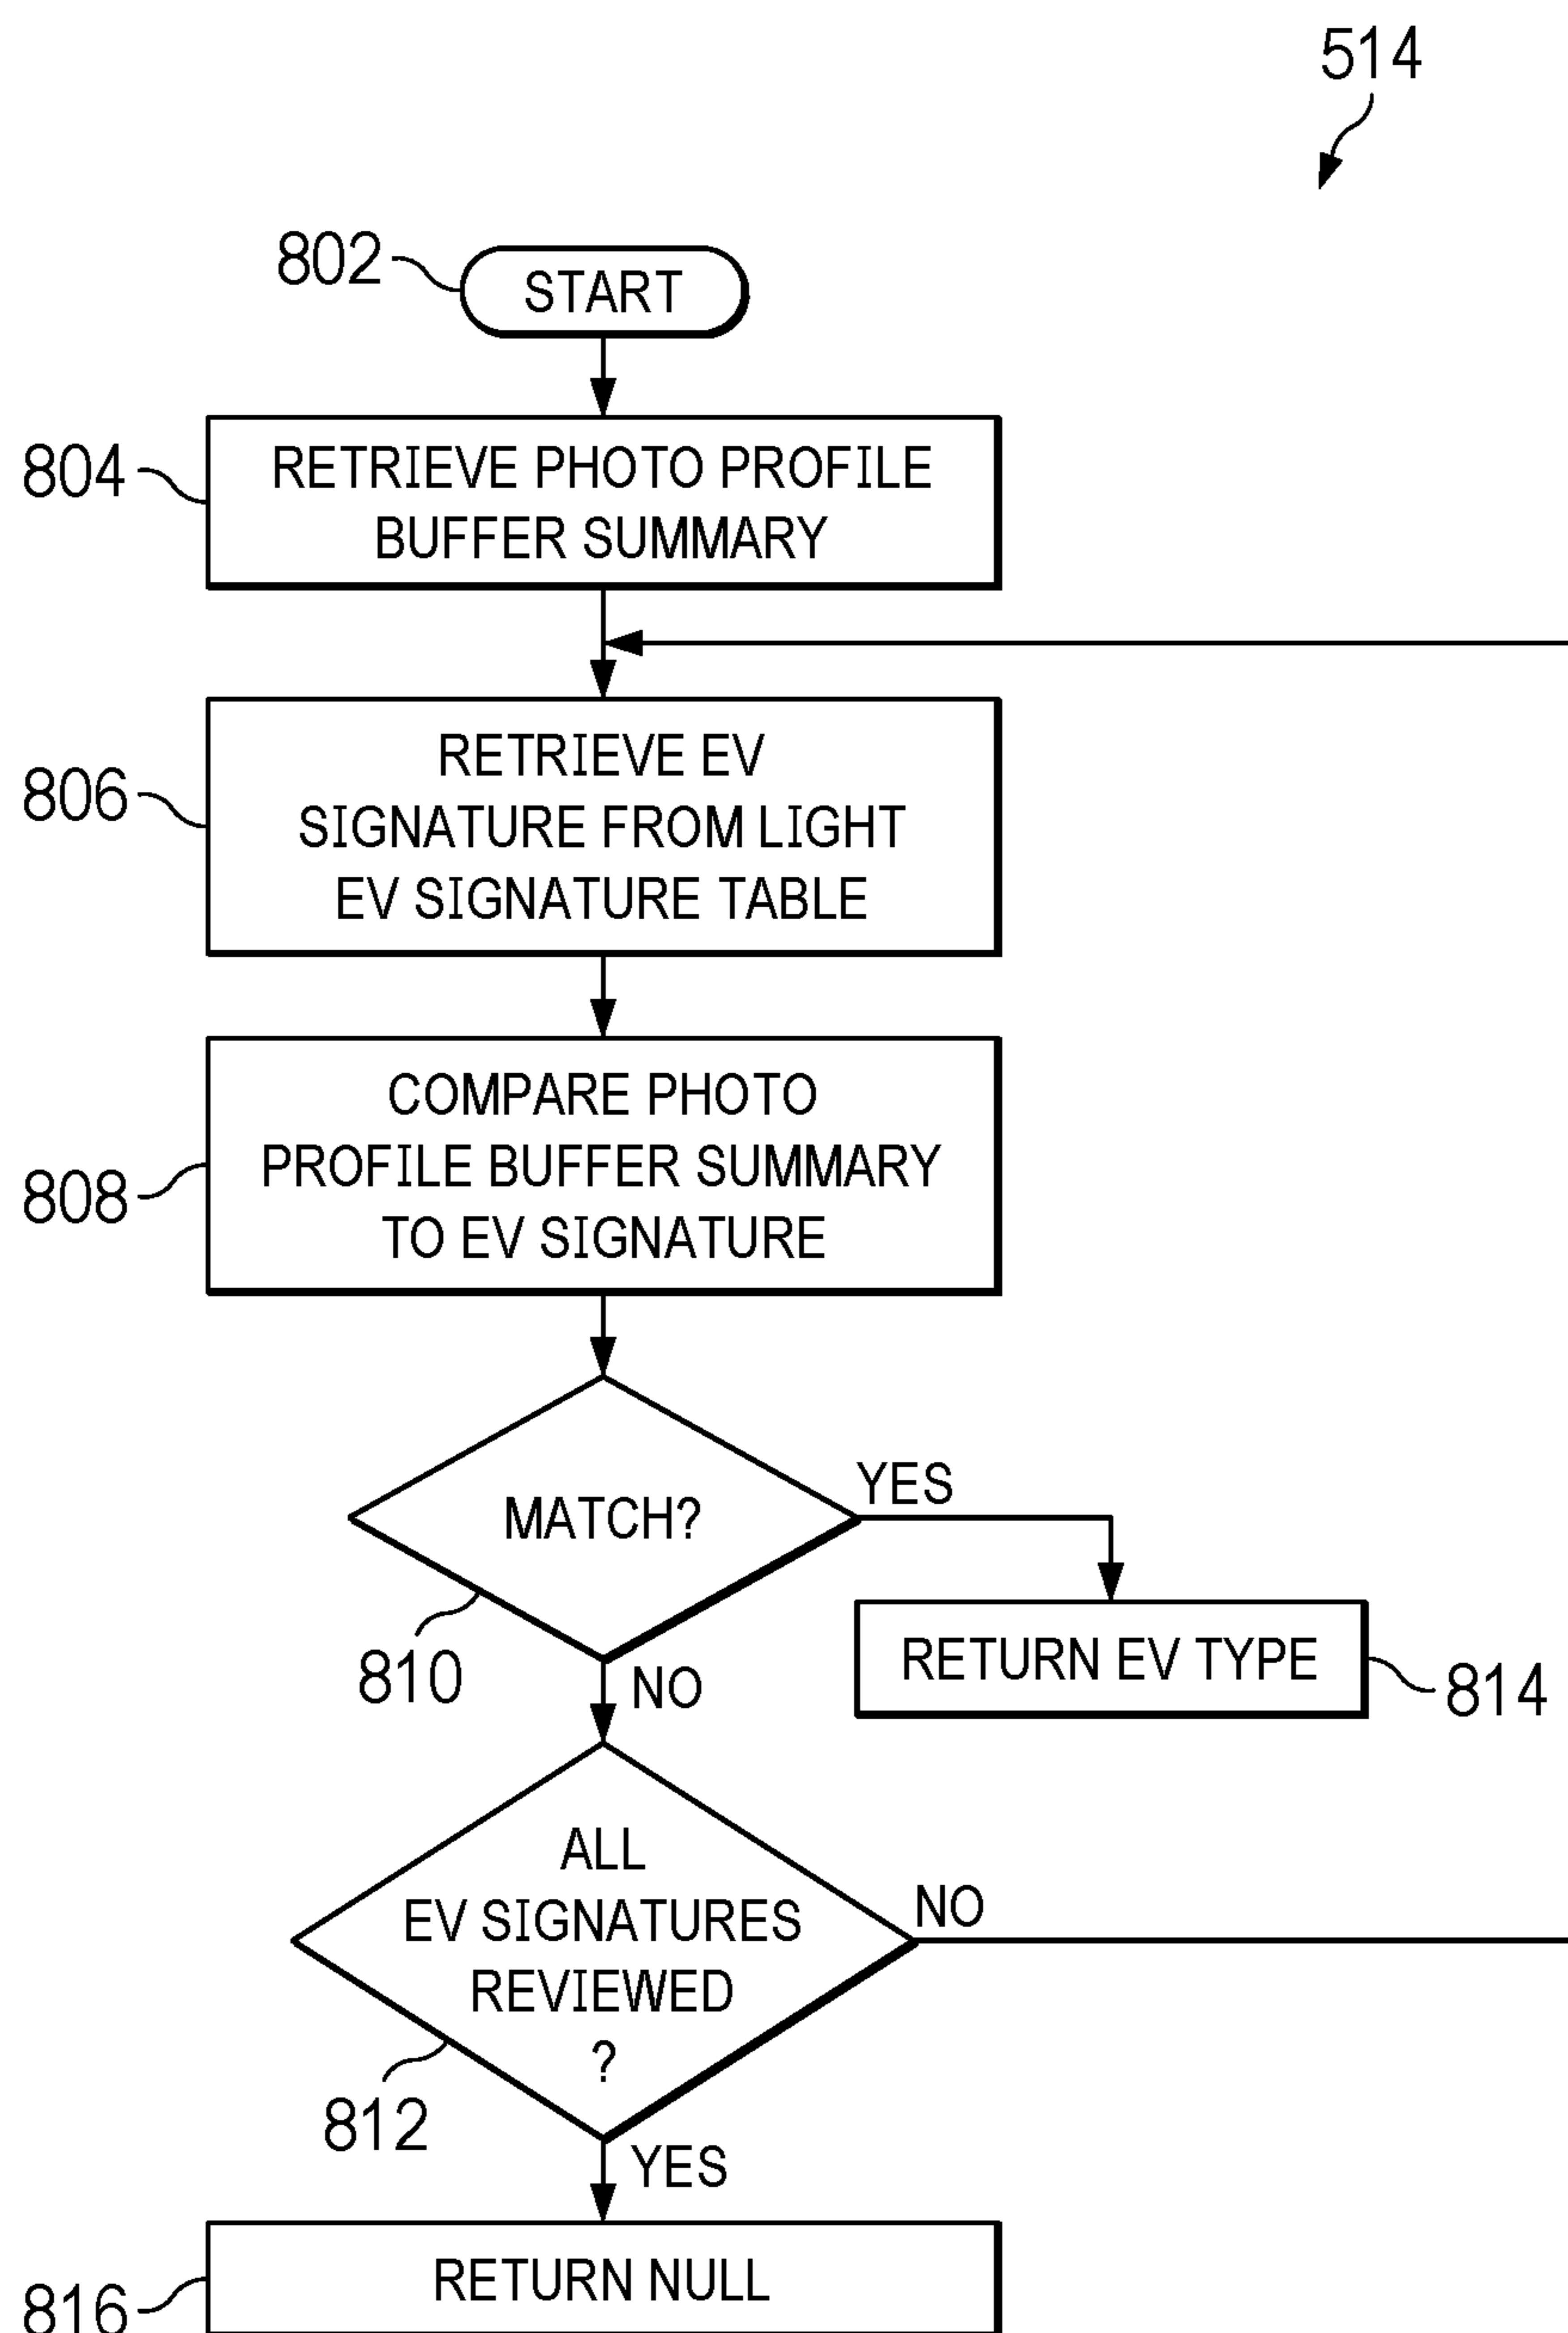 514
802
START
804
RETRIEVE PHOTO PROFILE
BUFFER SUMMARY
806
RETRIEVE EV
SIGNATURE FROM LIGHT
EV SIGNATURE TABLE
808
COMPARE PHOTO
PROFILE BUFFER SUMMARY
TO EV SIGNATURE
MATCH?
YES
810
NO
RETURN EV TYPE
814
ALL
EV SIGNATURES
REVIEWED
?
NO
812
YES
RETURN NULL
816